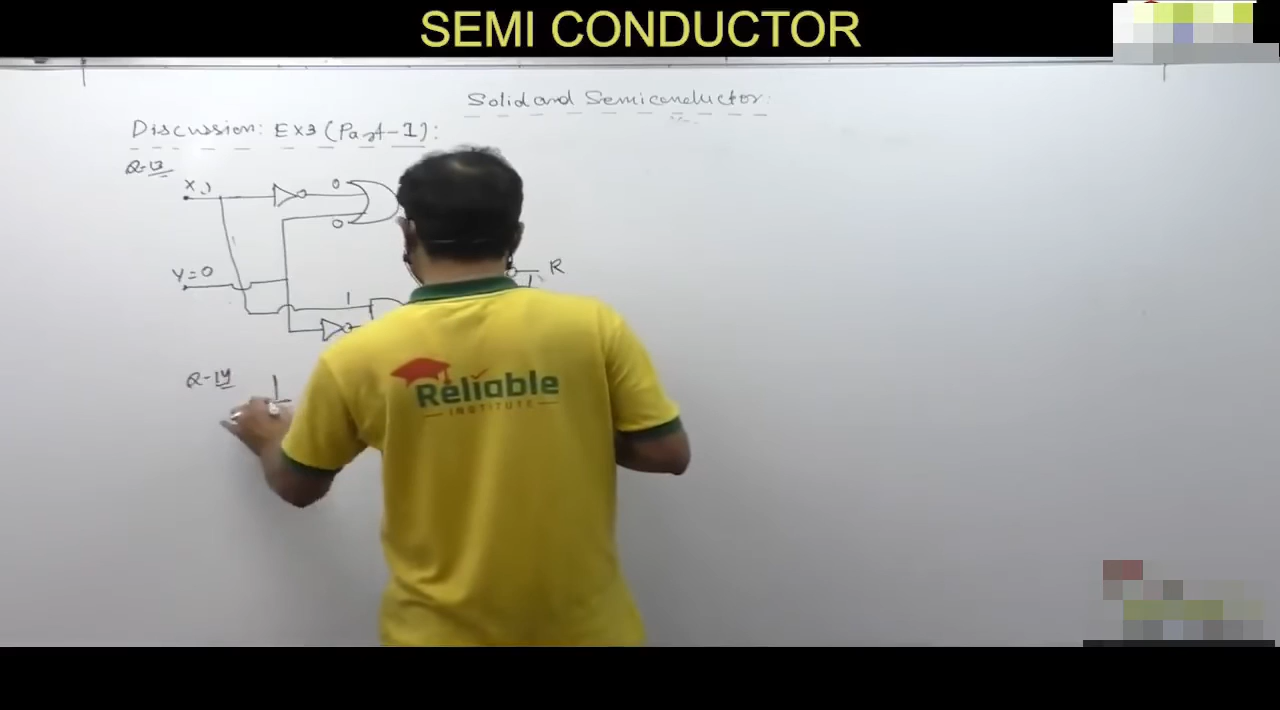 SEMI CONDUCTOR
Solid and Semiconductor:
Discussion: EX3 (Part-1):
Q-13
X
0
0
Y=0
R
1
1
Q-14
Reliable
INSTITUTE